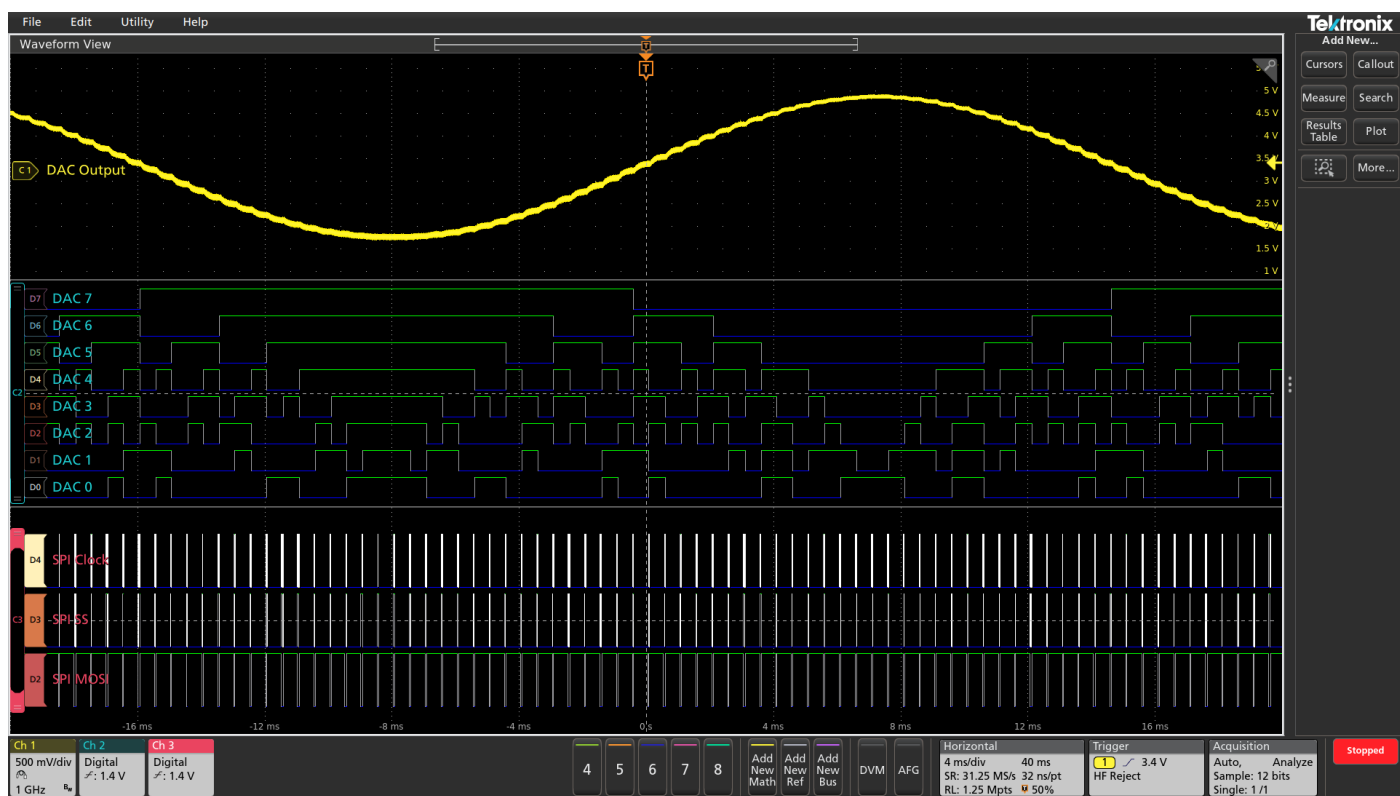 File Edit Utility Help
Tektronix
Waveform View
Add New...
T
T
Cursors Callout
Measure Search
Results Table Plot
More...
5 V
4.5 V
4 V
3 V
2.5 V
1.5 V
1 V
C 1 DAC Output
D7 DAC 7
D6 DAC 6
D5 DAC 5
D4 DAC 4
C2
D3 DAC 3
D2 DAC 2
D1 DAC 1
D0 DAC 0
D4 SPI Clock
C3 D3 SPI SS
D2 SPI MOSI
-16 ms -12 ms -8 ms -4 ms 0 s 4 ms 8 ms 12 ms 16 ms
Ch 1
500 mV/div
1 GHz
Ch 2
Digital
: 1.4 V
Ch 3
Digital
: 1.4 V
4 5 6 7 8
Add New Math
Add New Ref
Add New Bus
DVM
AFG
Horizontal
4 ms/div 40 ms
SR: 31.25 MS/s 32 ns/pt
RL: 1.25 Mpts 50%
Trigger
1 3.4 V
HF Reject
Acquisition
Auto, Analyze
Sample: 12 bits
Single: 1 /1
Stopped